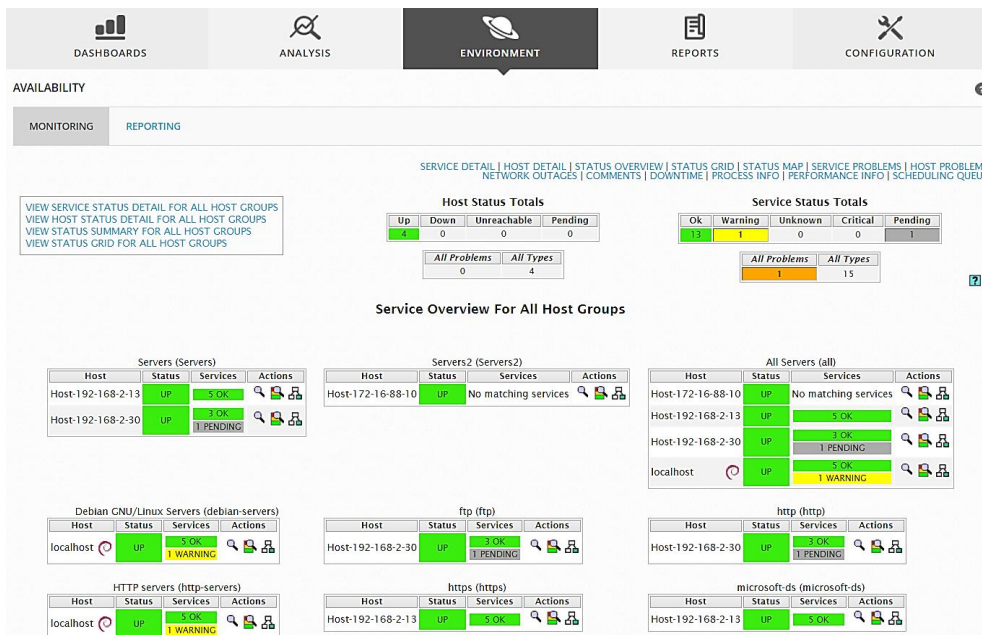 DASHBOARDS ANALYSIS ENVIRONMENT REPORTS CONFIGURATION
AVAILABILITY
MONITORING REPORTING
SERVICE DETAIL | HOST DETAIL | STATUS OVERVIEW | STATUS GRID | STATUS MAP | SERVICE PROBLEMS | HOST PROBLEM
NETWORK OUTAGES | COMMENTS | DOWNTIME | PROCESS INFO | PERFORMANCE INFO | SCHEDULING QUEU
VIEW SERVICE STATUS DETAIL FOR ALL HOST GROUPS
VIEW HOST STATUS DETAIL FOR ALL HOST GROUPS
VIEW STATUS SUMMARY FOR ALL HOST GROUPS
VIEW STATUS GRID FOR ALL HOST GROUPS
Host Status Totals
Up Down Unreachable Pending
4 0 0 0
All Problems All Types
0 4
Service Status Totals
Ok Warning Unknown Critical Pending
13 1 0 0 1
All Problems All Types
1 15
?
Service Overview For All Host Groups
Servers (Servers)
Host Status Services Actions
Host-192-168-2-13 UP 5 OK
Host-192-168-2-30 UP 3 OK
1 PENDING
Servers2 (Servers2)
Host Status Services Actions
Host-172-16-88-10 UP No matching services
All Servers (all)
Host Status Services Actions
Host-172-16-88-10 UP No matching services
Host-192-168-2-13 UP 5 OK
Host-192-168-2-30 UP 3 OK
1 PENDING
localhost UP 5 OK
1 WARNING
Debian GNU/Linux Servers (debian-servers)
Host Status Services Actions
localhost UP 5 OK
1 WARNING
ftp (ftp)
Host Status Services Actions
Host-192-168-2-30 UP 3 OK
1 PENDING
http (http)
Host Status Services Actions
Host-192-168-2-30 UP 3 OK
1 PENDING
HTTP servers (http-servers)
Host Status Services Actions
localhost UP 5 OK
1 WARNING
https (https)
Host Status Services Actions
Host-192-168-2-13 UP 5 OK
microsoft-ds (microsoft-ds)
Host Status Services Actions
Host-192-168-2-13 UP 5 OK